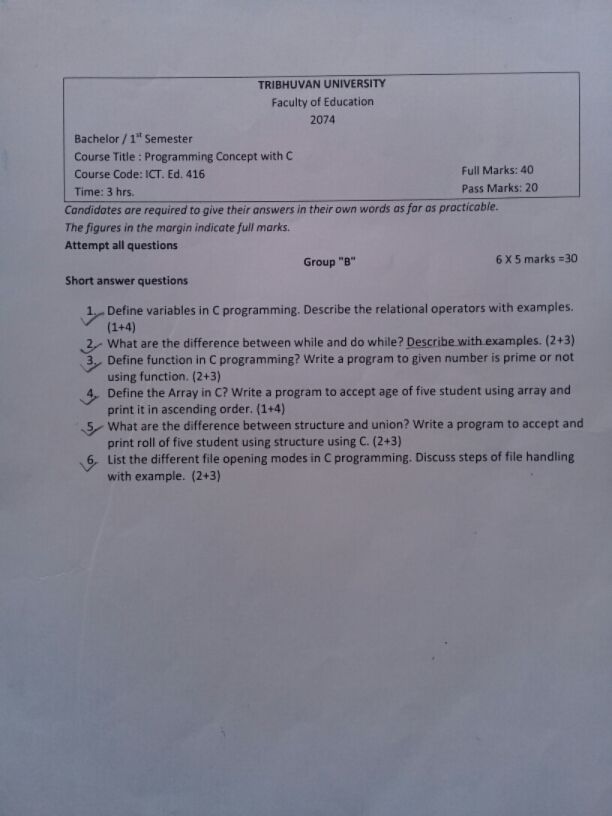 TRIBHUVAN UNIVERSITY
Faculty of Education
2074
Bachelor / 1st Semester
Course Title : Programming Concept with C
Course Code: ICT. Ed. 416
Full Marks: 40
Time: 3 hrs.
Pass Marks: 20
Candidates are required to give their answers in their own words as far as practicable.
The figures in the margin indicate full marks.
Attempt all questions
Group "B"
6 X 5 marks =30
Short answer questions
1. Define variables in C programming. Describe the relational operators with examples.
(1+4)
2. What are the difference between while and do while? Describe with examples. (2+3)
3. Define function in C programming? Write a program to given number is prime or not
using function. (2+3)
4. Define the Array in C? Write a program to accept age of five student using array and
print it in ascending order. (1+4)
5. What are the difference between structure and union? Write a program to accept and
print roll of five student using structure using C. (2+3)
6. List the different file opening modes in C programming. Discuss steps of file handling
with example. (2+3)